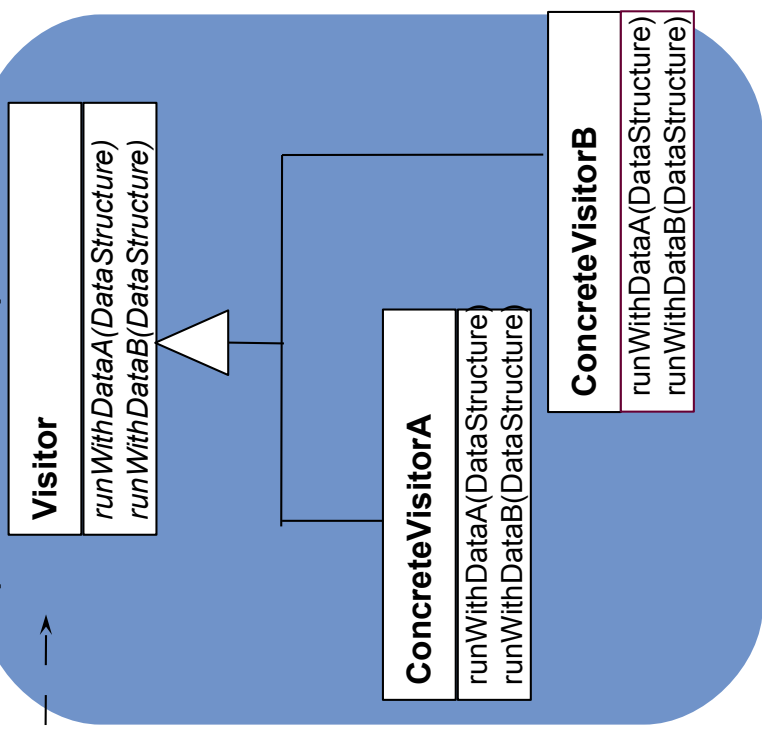 Visitor
runWithDataA(DataStructure)
runWithDataB(DataStructure)
ConcreteVisitorA
runWithDataA(DataStructure)
runWithDataB(DataStructure)
ConcreteVisitorB
runWithDataA(DataStructure)
runWithDataB(DataStructure)